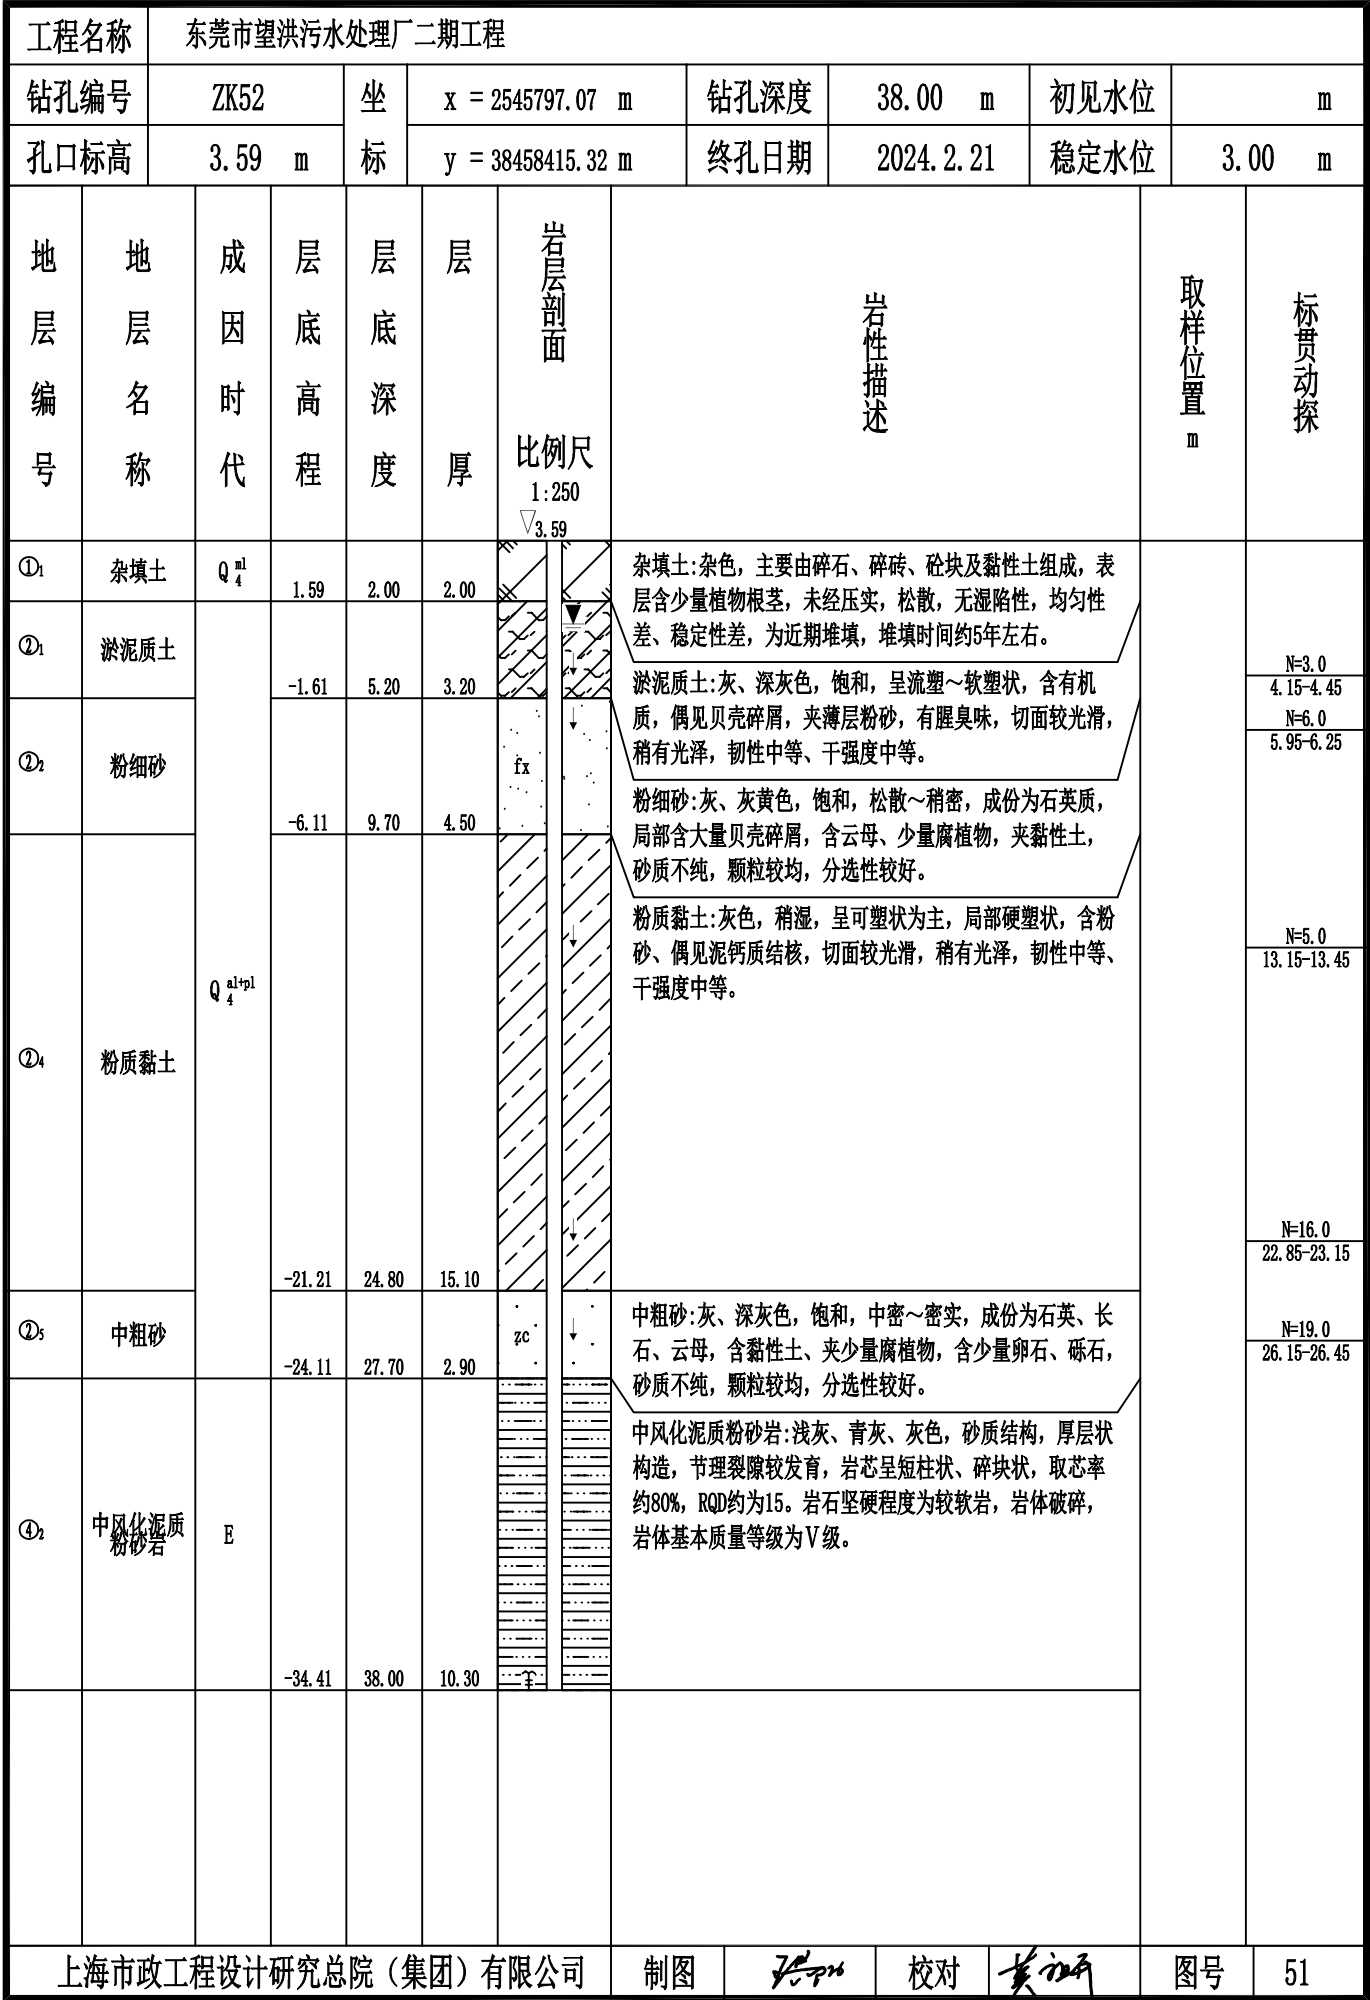 工程名称 东莞市望洪污水处理厂二期工程
钻孔编号 ZK52 坐 x = 2545797.07 m 钻孔深度 38.00 m 初见水位 m
孔口标高 3.59 m 标 y = 38458415.32 m 终孔日期 2024.2.21 稳定水位 3.00 m
地层编号 地层名称 成因时代 层底高程 层底深度 层厚 岩层剖面 岩性描述 取样位置 m 标贯动探
比例尺
1:250
3.59
①1 杂填土 Q4ml 1.59 2.00 2.00
杂填土:杂色，主要由碎石、碎砖、砼块及黏性土组成，表
层含少量植物根茎，未经压实，松散，无湿陷性，均匀性
差、稳定性差，为近期堆填，堆填时间约5年左右。
②1 淤泥质土 -1.61 5.20 3.20
淤泥质土:灰、深灰色，饱和，呈流塑～软塑状，含有机
质，偶见贝壳碎屑，夹薄层粉砂，有腥臭味，切面较光滑，
稍有光泽，韧性中等、干强度中等。
N=3.0
4.15-4.45
N=6.0
5.95-6.25
②2 粉细砂 fx -6.11 9.70 4.50
粉细砂:灰、灰黄色，饱和，松散～稍密，成份为石英质，
局部含大量贝壳碎屑，含云母、少量腐植物，夹黏性土，
砂质不纯，颗粒较均，分选性较好。
②4 粉质黏土 Q4al+pl -21.21 24.80 15.10
粉质黏土:灰色，稍湿，呈可塑状为主，局部硬塑状，含粉
砂、偶见泥钙质结核，切面较光滑，稍有光泽，韧性中等、
干强度中等。
N=5.0
13.15-13.45
N=16.0
22.85-23.15
②5 中粗砂 zc -24.11 27.70 2.90
中粗砂:灰、深灰色，饱和，中密～密实，成份为石英、长
石、云母，含黏性土、夹少量腐植物，含少量卵石、砾石，
砂质不纯，颗粒较均，分选性较好。
N=19.0
26.15-26.45
④2 中风化泥质粉砂岩 E -34.41 38.00 10.30
中风化泥质粉砂岩:浅灰、青灰、灰色，砂质结构，厚层状
构造，节理裂隙较发育，岩芯呈短柱状、碎块状，取芯率
约80%，RQD约为15。岩石坚硬程度为较软岩，岩体破碎，
岩体基本质量等级为Ⅴ级。
上海市政工程设计研究总院（集团）有限公司 制图 校对 图号 51